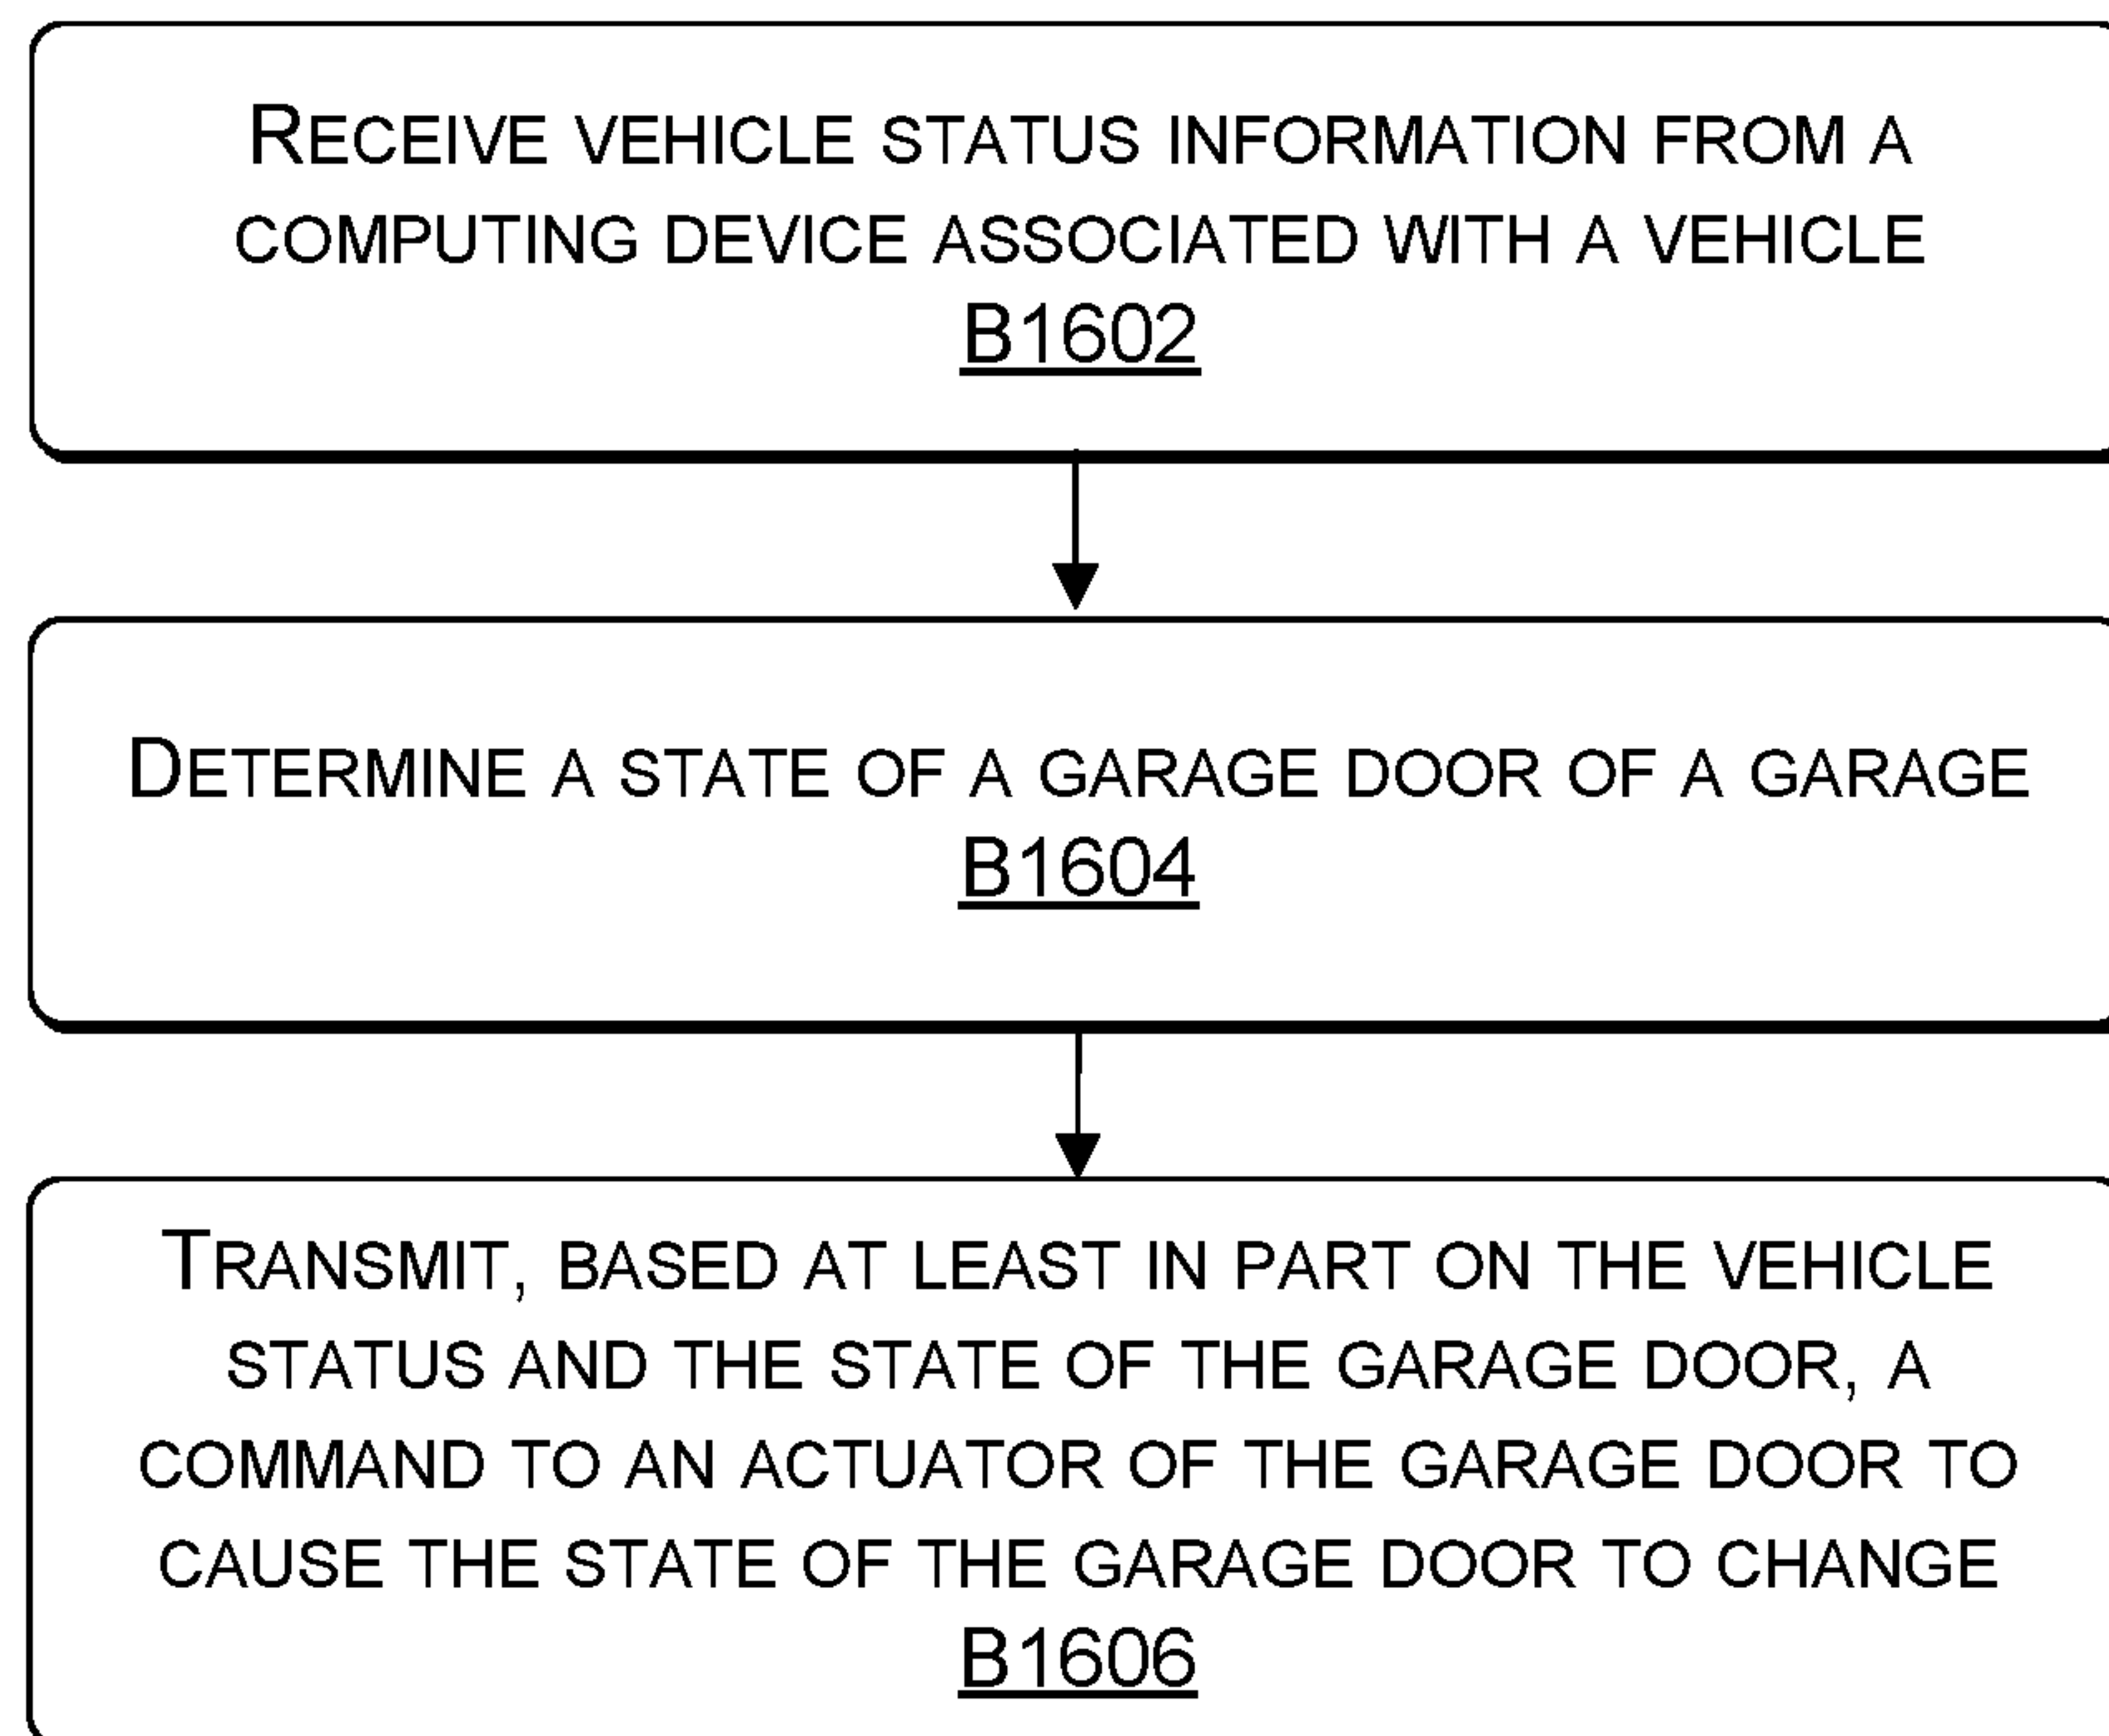 RECEIVE VEHICLE STATUS INFORMATION FROM A
COMPUTING DEVICE ASSOCIATED WITH A VEHICLE
B1602
DETERMINE A STATE OF A GARAGE DOOR OF A GARAGE
B1604
TRANSMIT, BASED AT LEAST IN PART ON THE VEHICLE
STATUS AND THE STATE OF THE GARAGE DOOR, A
COMMAND TO AN ACTUATOR OF THE GARAGE DOOR TO
CAUSE THE STATE OF THE GARAGE DOOR TO CHANGE
B1606